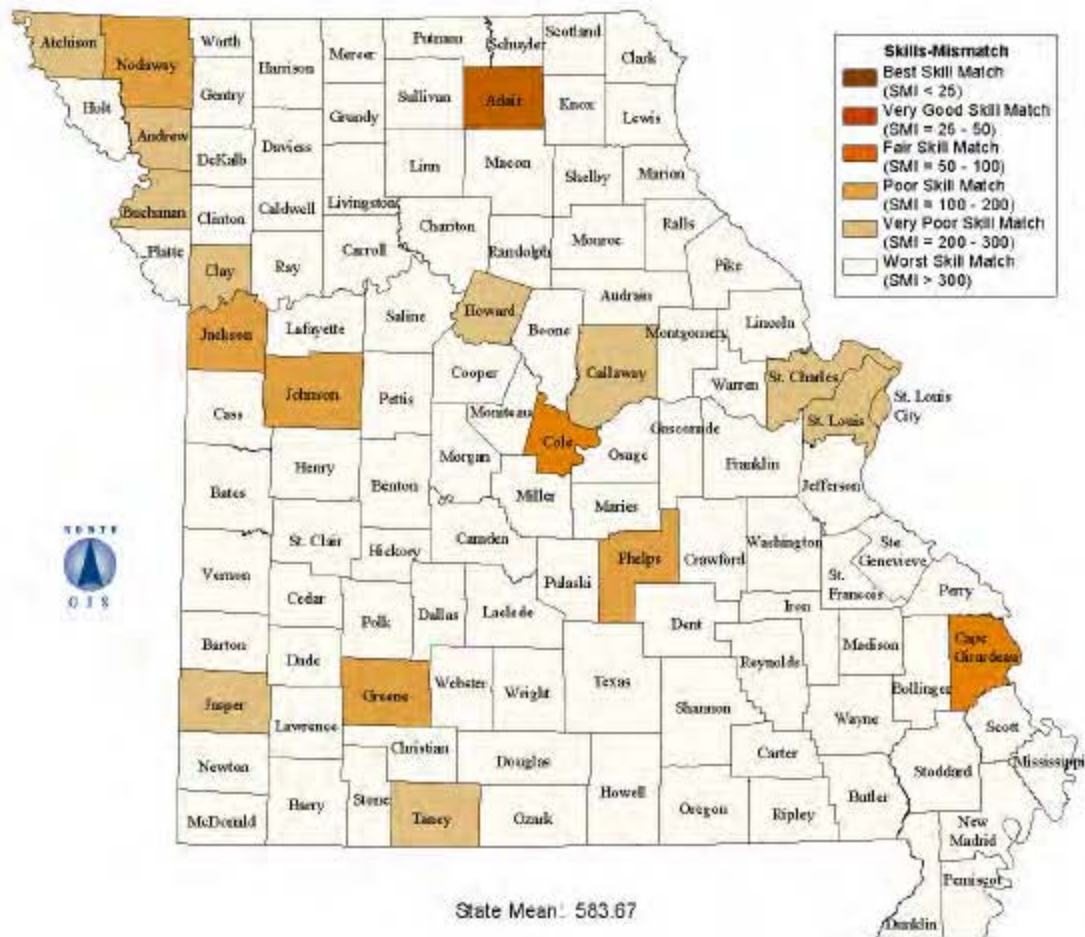 Skills-Mismatch
Best Skill Match
(SMI < 25)
Very Good Skill Match
(SMI = 25 - 50)
Fair Skill Match
(SMI = 50 - 100)
Poor Skill Match
(SMI = 100 - 200)
Very Poor Skill Match
(SMI = 200 - 300)
Worst Skill Match
(SMI > 300)
Atchison
Nodaway
Worth
Harrison
Mercer
Putnam
Schuyler
Scotland
Clark
Holt
Gentry
Grundy
Sullivan
Adair
Knox
Lewis
Andrew
DeKalb
Daviess
Linn
Macon
Shelby
Marion
Buchanan
Clinton
Caldwell
Livingston
Chariton
Randolph
Monroe
Ralls
Platte
Clay
Ray
Carroll
Pike
Jackson
Lafayette
Saline
Howard
Boone
Audrain
Montgomery
Lincoln
Cass
Johnson
Pettis
Cooper
Callaway
Warren
St. Charles
St. Louis
St. Louis
City
Moniteau
Cole
Morgan
Osage
Gasconade
Franklin
Jefferson
Bates
Henry
Benton
Miller
Maries
NORTH
GIS
Vernon
St. Clair
Hickory
Camden
Pulaski
Phelps
Crawford
Washington
Ste.
Genevieve
St.
Francois
Perry
Cedar
Polk
Dallas
Laclede
Dent
Iron
Madison
Cape
Girardeau
Barton
Dade
Greene
Webster
Wright
Texas
Reynolds
Bollinger
Jasper
Lawrence
Christian
Shannon
Wayne
Scott
Mississippi
Newton
Douglas
Carter
Stoddard
McDonald
Barry
Stone
Taney
Ozark
Howell
Oregon
Ripley
Butler
New
Madrid
Pemiscot
Dunklin
State Mean: 583.67